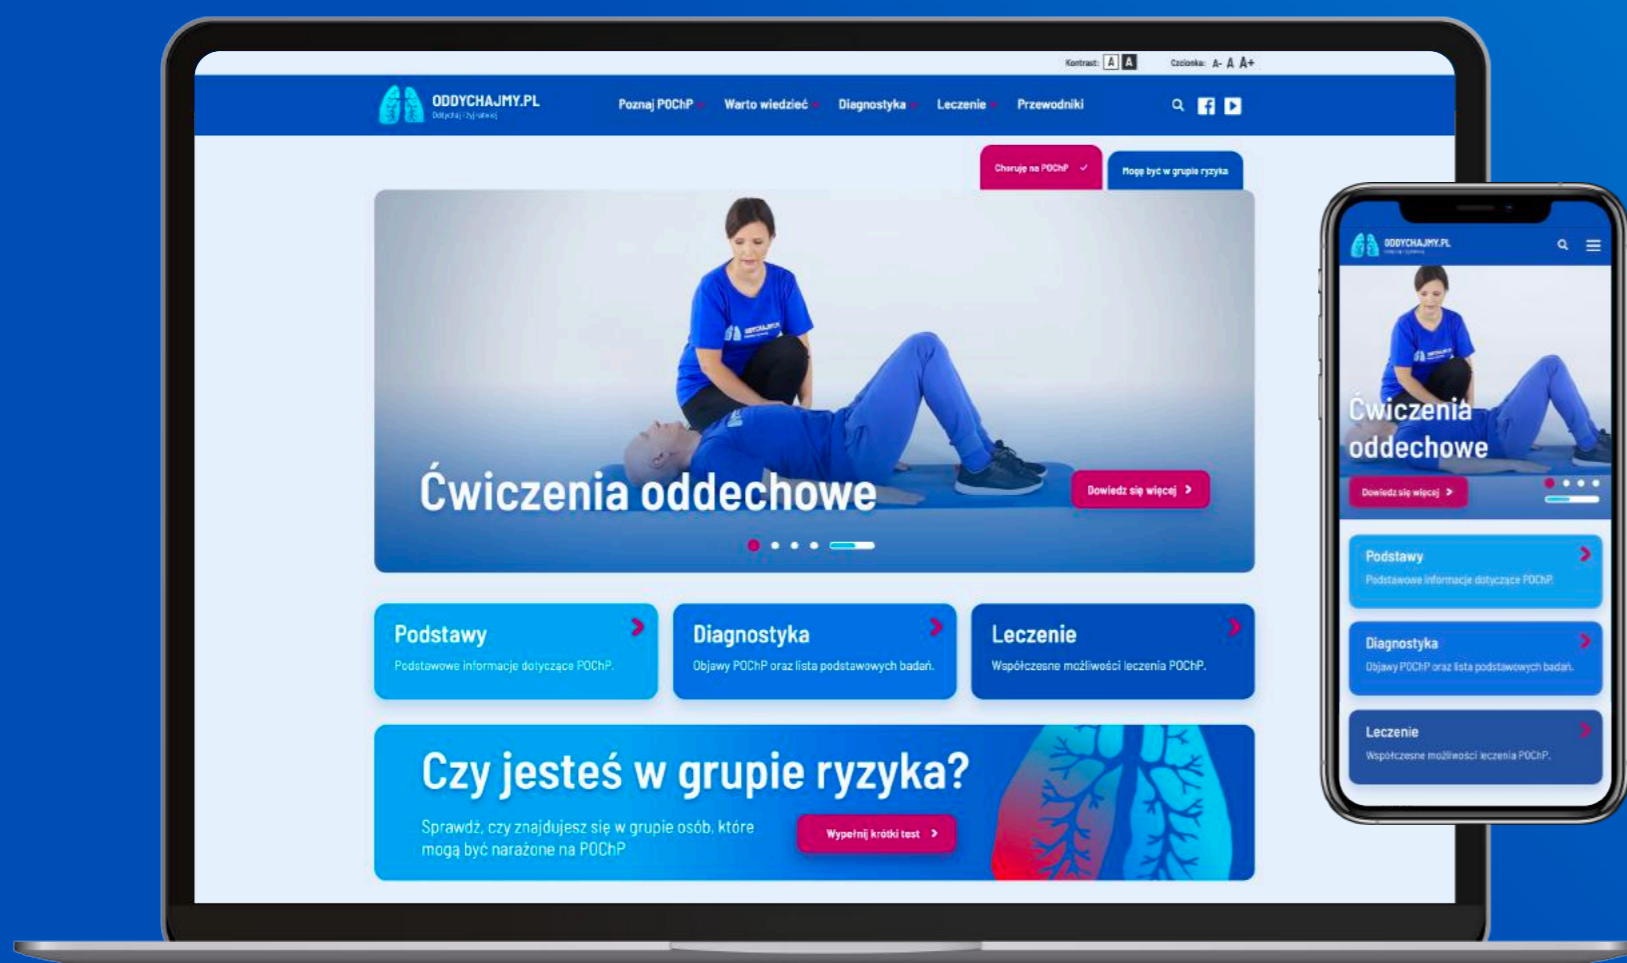 Kontrast: A A Czcionka: A- A A+
ODDYCHAJMY.PL
Poznaj POChP Warto wiedzieć Diagnostyka Leczenie Przewodniki
Choruję na POChP
Mogę być w grupie ryzyka
ODDYCHAJMY.PL
Ćwiczenia oddechowe
Dowiedz się więcej
Podstawy
Podstawowe informacje dotyczące POChP.
Diagnostyka
Objawy POChP oraz lista podstawowych badań.
Leczenie
Współczesne możliwości leczenia POChP.
Czy jesteś w grupie ryzyka?
Sprawdź, czy znajdujesz się w grupie osób, które
mogą być narażone na POChP
Wypełnij krótki test
ODDYCHAJMY.PL
Ćwiczenia
oddechowe
Dowiedz się więcej
Podstawy
Podstawowe informacje dotyczące POChP.
Diagnostyka
Objawy POChP oraz lista podstawowych badań.
Leczenie
Współczesne możliwości leczenia POChP.